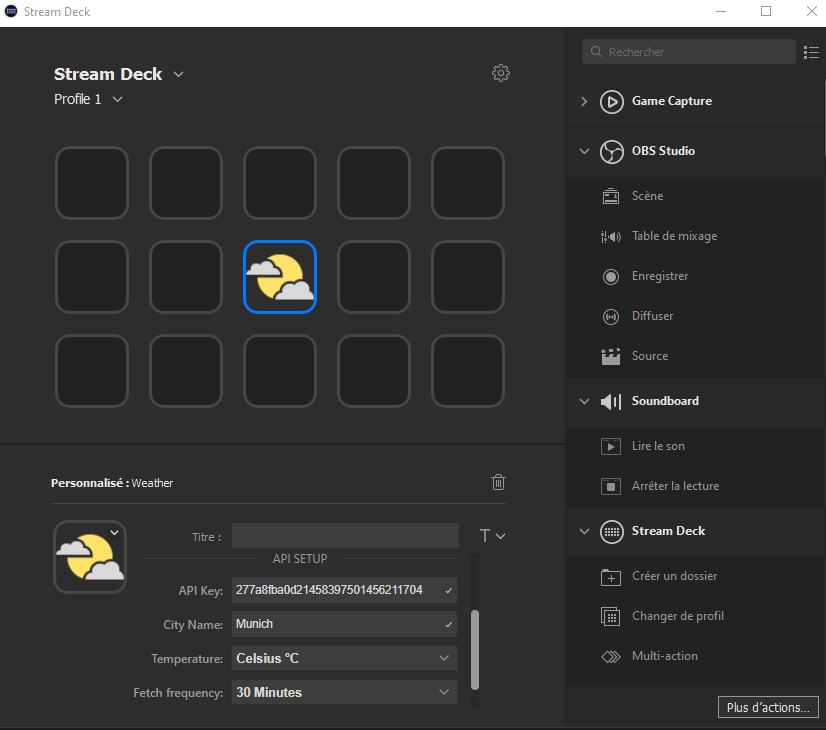 Stream Deck
Stream Deck
Profile 1
Personnalisé : Weather
Titre :
T
API SETUP
API Key: 277a8fba0d21458397501456211704
City Name: Munich
Temperature: Celsius °C
Fetch frequency: 30 Minutes
Rechercher
Game Capture
OBS Studio
Scène
Table de mixage
Enregistrer
Diffuser
Source
Soundboard
Lire le son
Arrêter la lecture
Stream Deck
Créer un dossier
Changer de profil
Multi-action
Plus d’actions...